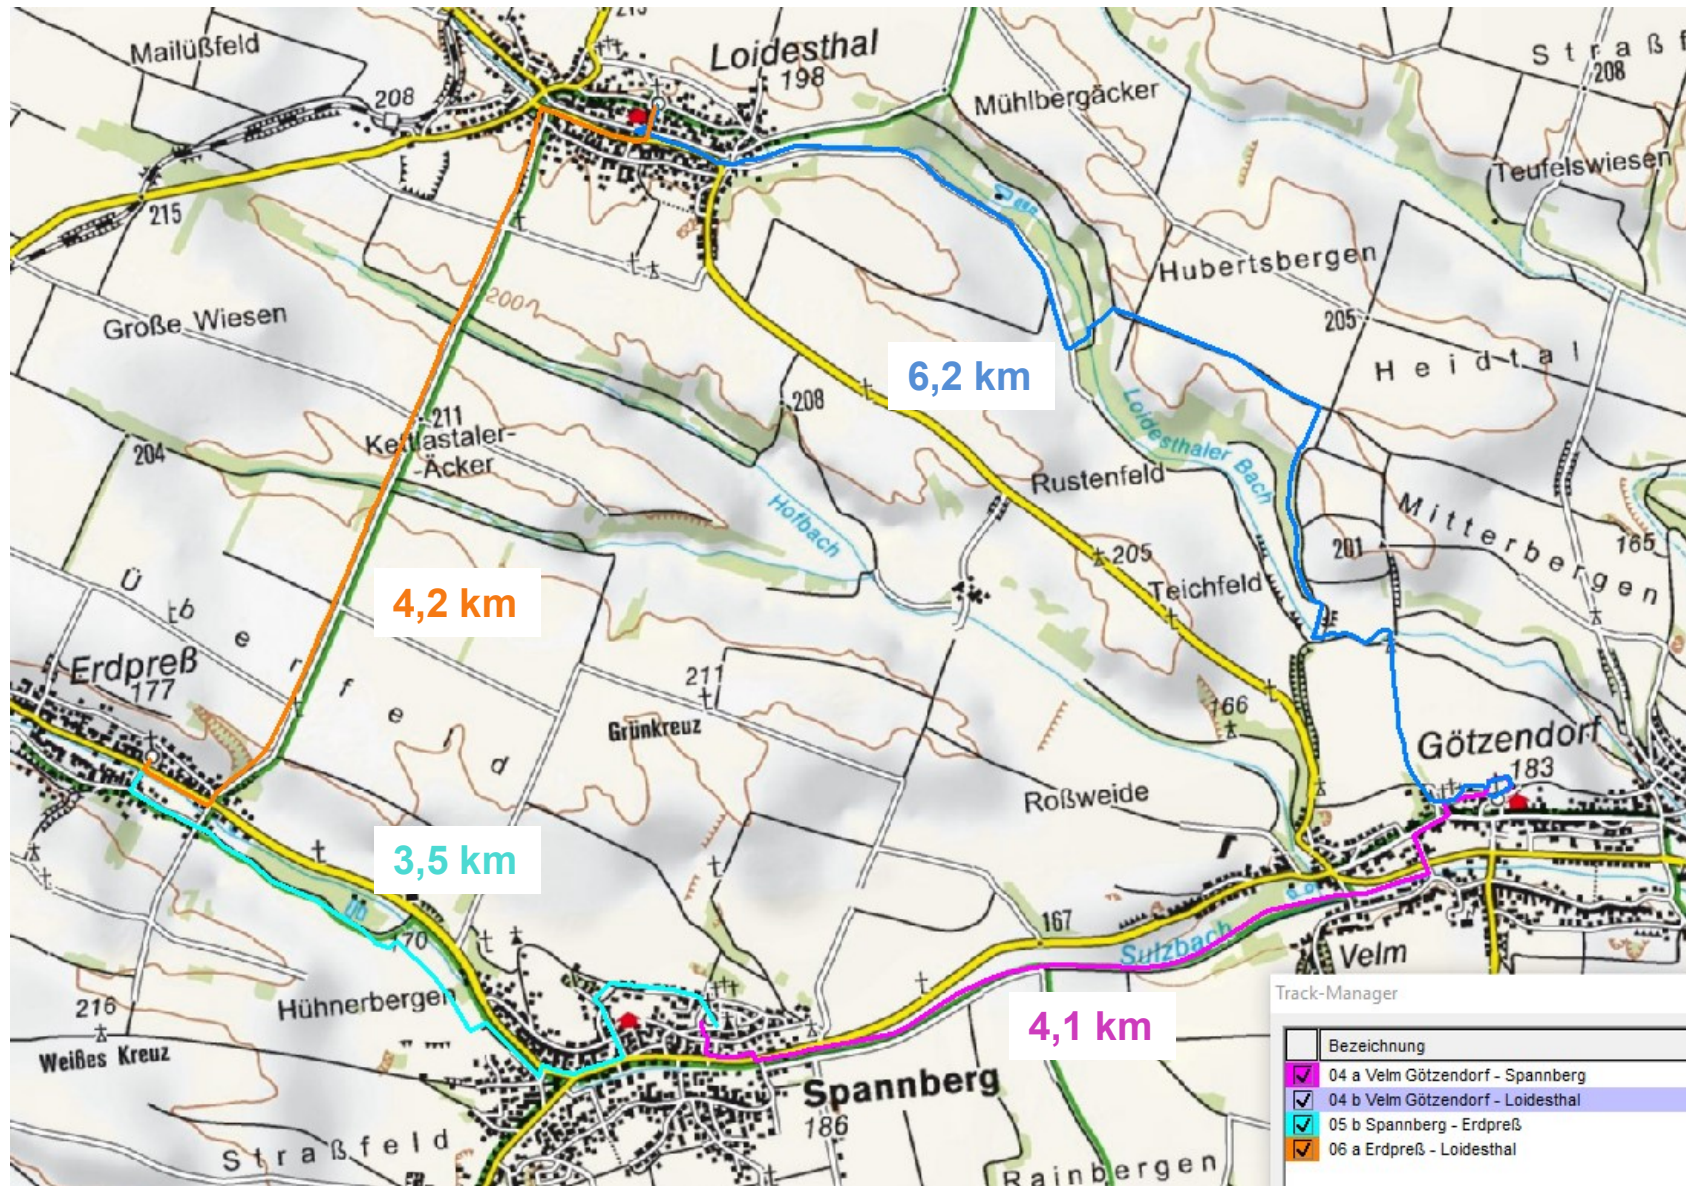 213
Mailüßfeld
Loidesthal
198
208
Mühlbergäcker
Straßf
208
Teufelswiesen
215
Hubertsbergen
200
205
Große Wiesen
Heidtal
6,2 km
208
211
Kettlastaler-
-Äcker
204
Loidesthaler Bach
Rustenfeld
Hofbach
Mitterbergen
165
201
205
Teichfeld
4,2 km
Überfeld
Erdpreß
177
211
Grünkreuz
166
Götzendorf
183
Roßweide
3,5 km
167
170
Sulzbach
Velm
Hühnerbergen
216
Weißes Kreuz
4,1 km
Spannberg
186
Straßfeld
Rainbergen
Track-Manager
Bezeichnung
04 a Velm Götzendorf - Spannberg
04 b Velm Götzendorf - Loidesthal
05 b Spannberg - Erdpreß
06 a Erdpreß - Loidesthal